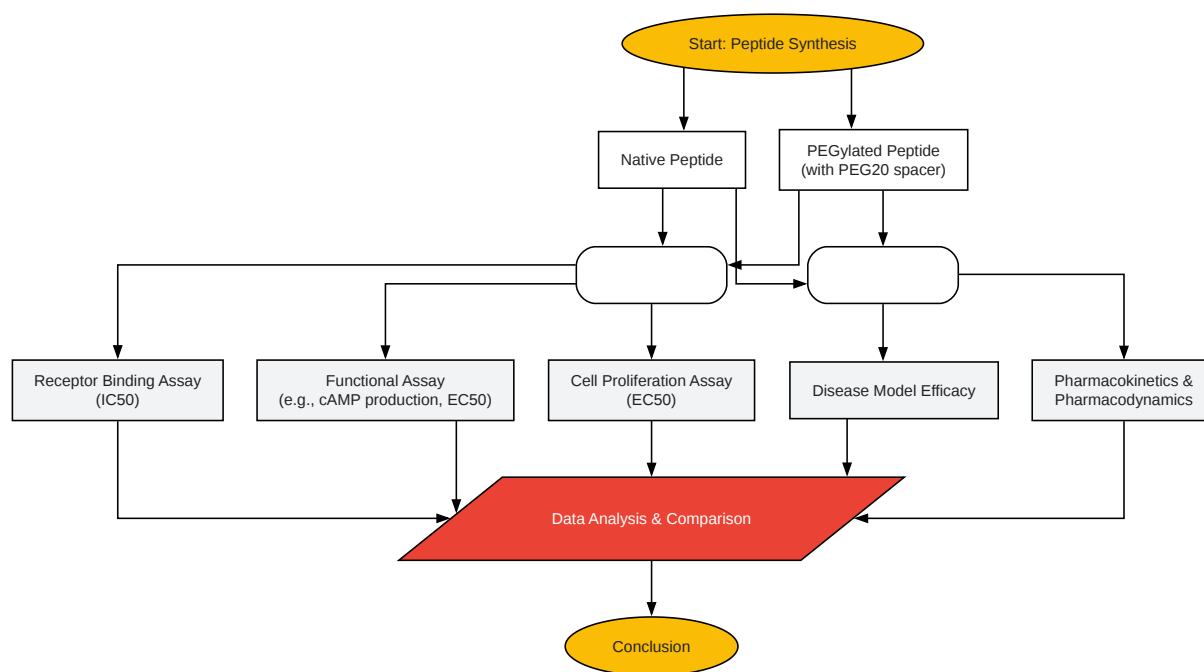 Start: Peptide Synthesis
Native Peptide
PEGylated Peptide
(with PEG20 spacer)
Receptor Binding Assay
(IC50)
Functional Assay
(e.g., cAMP production, EC50)
Cell Proliferation Assay
(EC50)
Disease Model Efficacy
Pharmacokinetics &
Pharmacodynamics
Data Analysis & Comparison
Conclusion